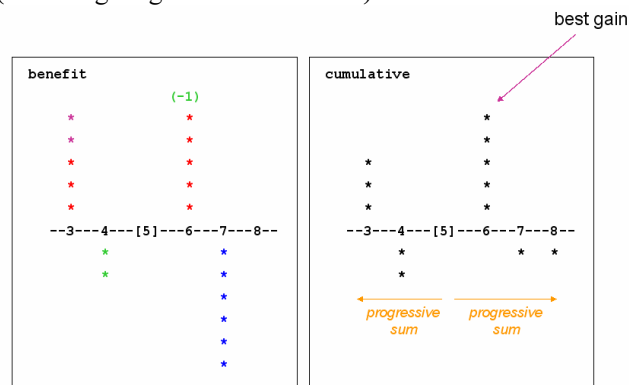 best gain
benefit
(-1)
--3---4---[5]---6---7---8--
cumulative
--3---4---[5]---6---7---8--
progressive
sum
progressive
sum